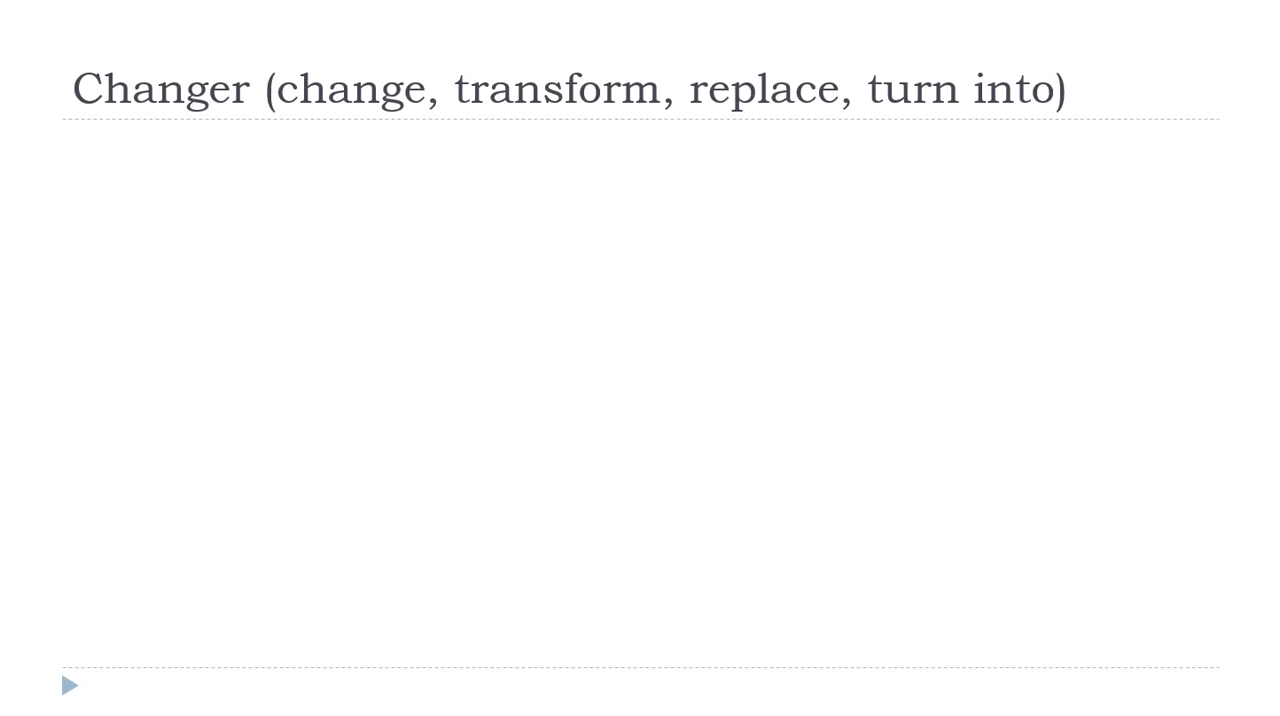 Changer (change, transform, replace, turn into)